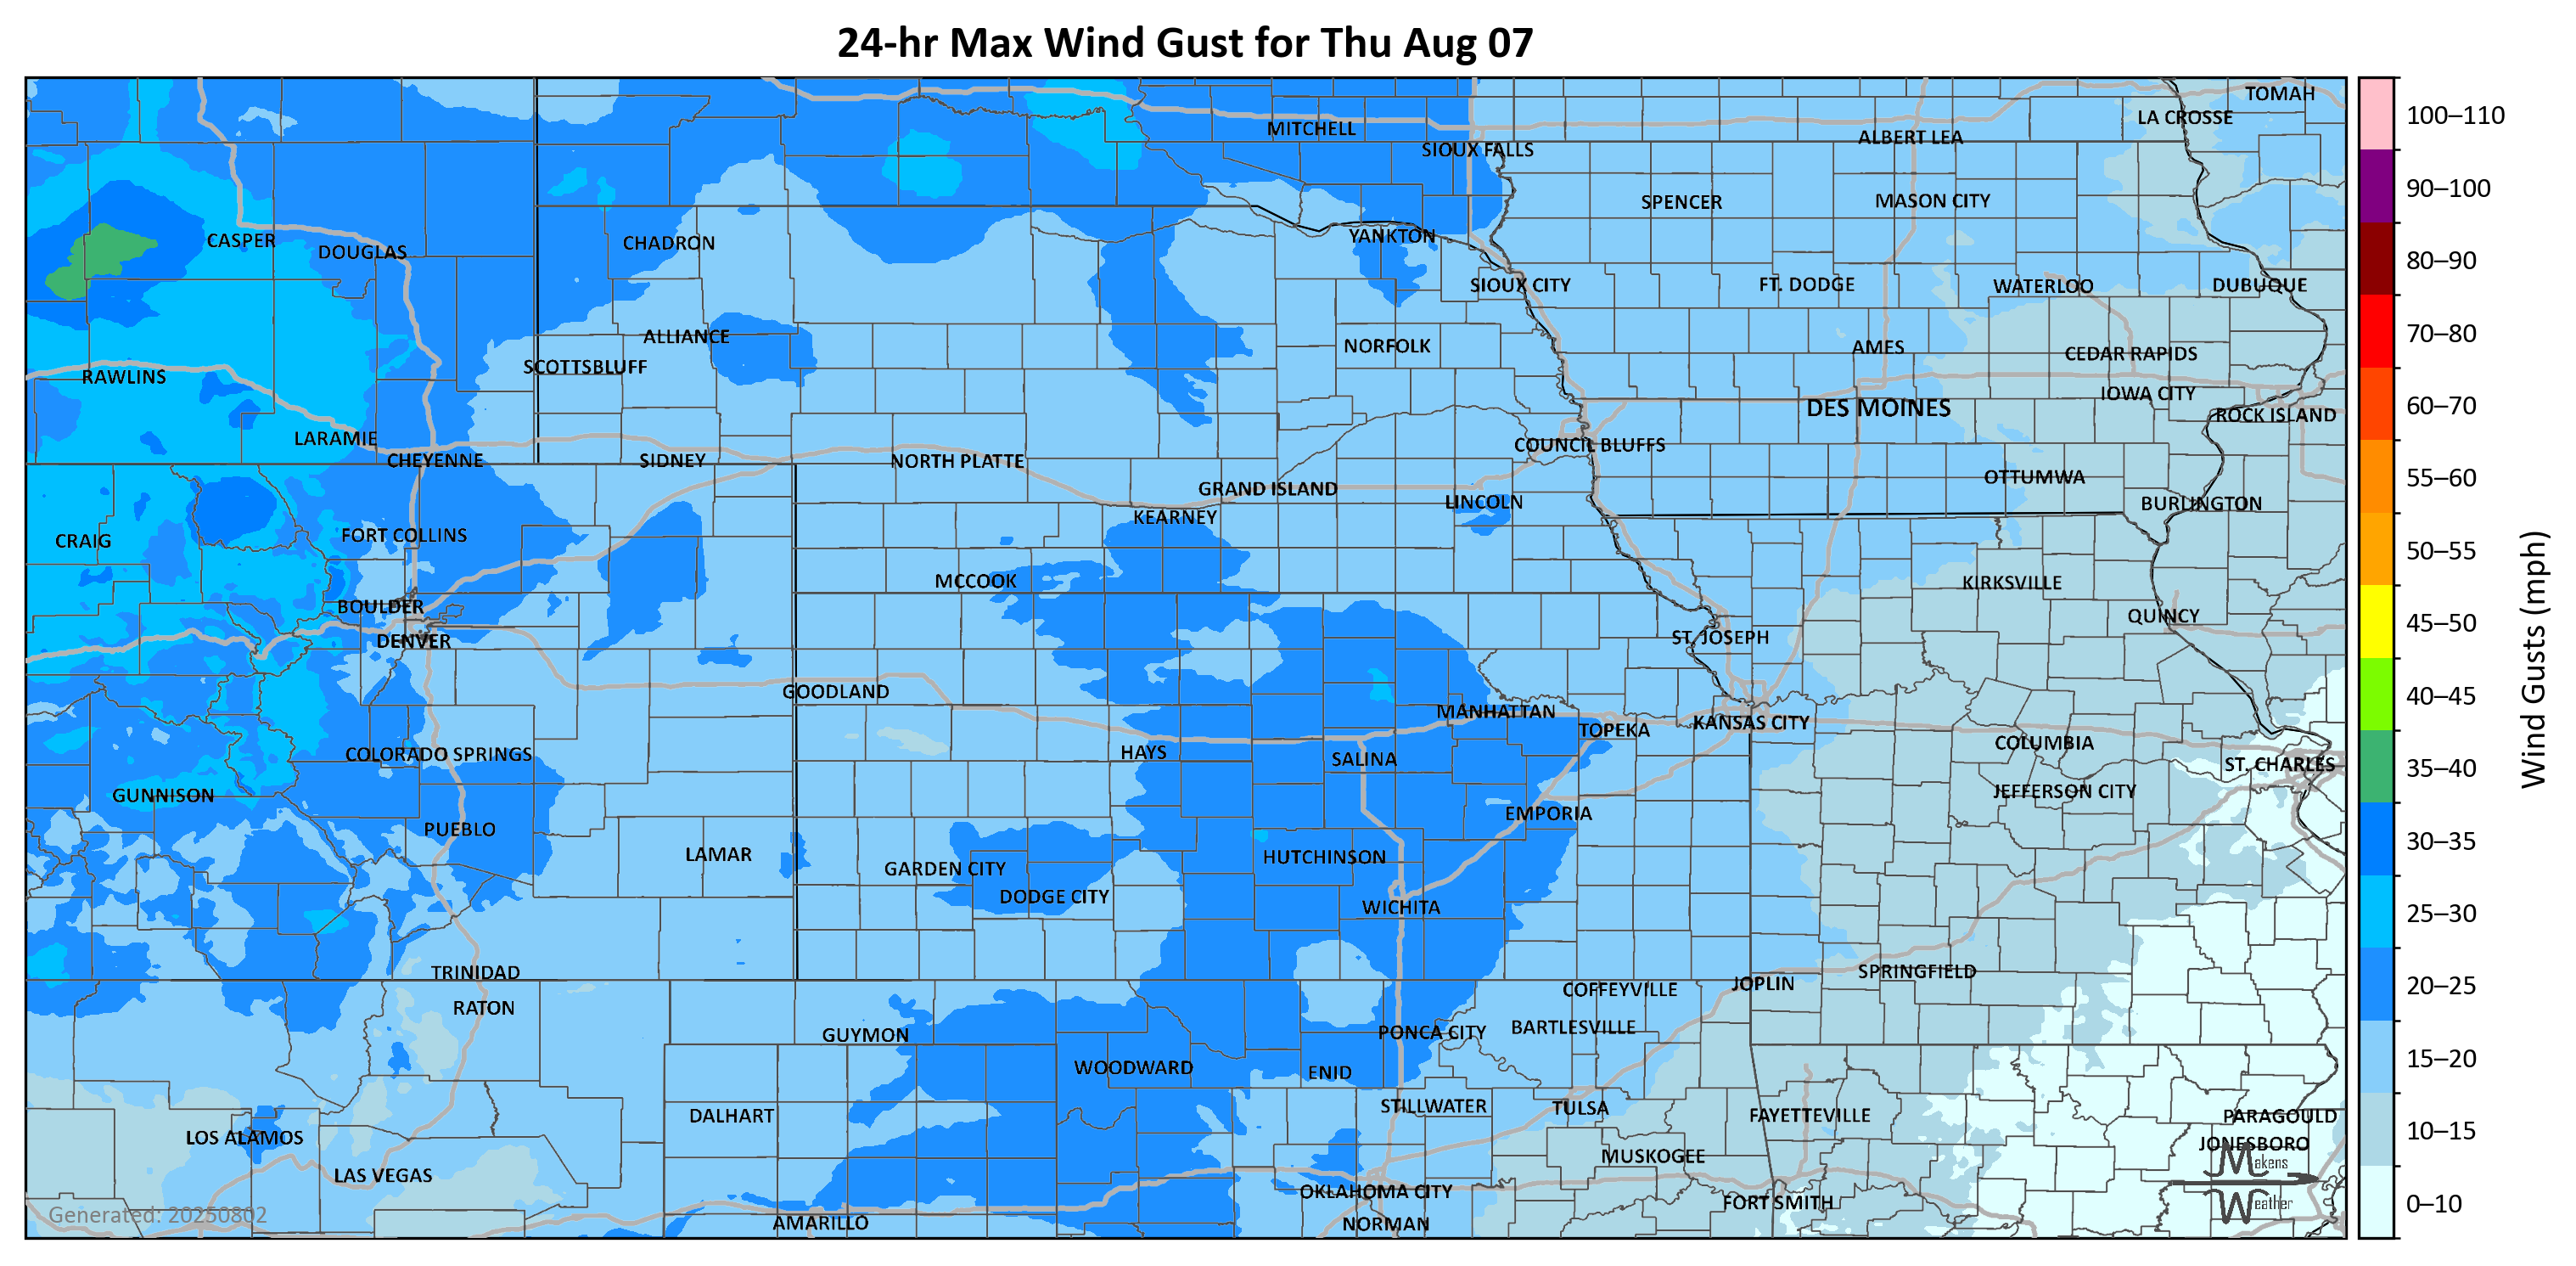 24-hr Max Wind Gust for Thu Aug 07
TOMAH
LA CROSSE
MITCHELL
ALBERT LEA
SIOUX FALLS
SPENCER
MASON CITY
CASPER
DOUGLAS
CHADRON
YANKTON
SIOUX CITY
FT. DODGE
WATERLOO
DUBUQUE
ALLIANCE
NORFOLK
AMES
CEDAR RAPIDS
SCOTTSBLUFF
RAWLINS
IOWA CITY
DES MOINES
ROCK ISLAND
LARAMIE
COUNCIL BLUFFS
CHEYENNE
SIDNEY
NORTH PLATTE
OTTUMWA
GRAND ISLAND
LINCOLN
BURLINGTON
KEARNEY
CRAIG
FORT COLLINS
MCCOOK
KIRKSVILLE
BOULDER
QUINCY
DENVER
ST. JOSEPH
GOODLAND
MANHATTAN
TOPEKA
KANSAS CITY
COLORADO SPRINGS
HAYS
SALINA
COLUMBIA
ST. CHARLES
GUNNISON
JEFFERSON CITY
EMPORIA
PUEBLO
LAMAR
HUTCHINSON
GARDEN CITY
DODGE CITY
WICHITA
TRINIDAD
SPRINGFIELD
JOPLIN
COFFEYVILLE
RATON
GUYMON
PONCA CITY
BARTLESVILLE
WOODWARD
ENID
DALHART
STILLWATER
TULSA
FAYETTEVILLE
PARAGOULD
LOS ALAMOS
JONESBORO
MUSKOGEE
LAS VEGAS
OKLAHOMA CITY
FORT SMITH
AMARILLO
NORMAN
Generated: 20250802
Makens
Weather
100–110
90–100
80–90
70–80
60–70
55–60
50–55
45–50
40–45
35–40
30–35
25–30
20–25
15–20
10–15
0–10
Wind Gusts (mph)